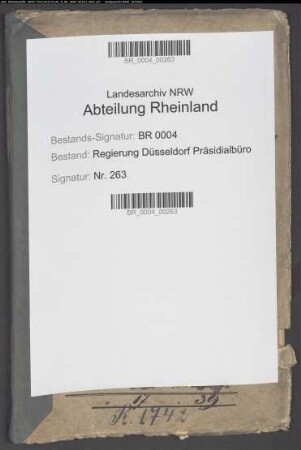 BR_0004_00263
Landesarchiv NRW
Abteilung Rheinland
Bestands-Signatur: BR 0004
Bestand: Regierung Düsseldorf Präsidialbüro
Signatur: Nr. 263
BR_0004_00263